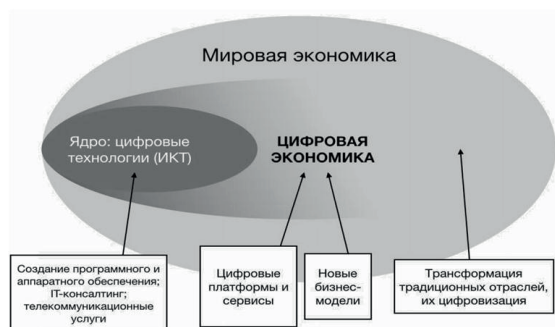 Мировая экономика
Ядро: цифровые
технологии (ИКТ)
ЦИФРОВАЯ
ЭКОНОМИКА
Создание программного и
аппаратного обеспечения;
IT-консалтинг;
телекоммуникационные
услуги
Цифровые
платформы и
сервисы
Новые
бизнес-
модели
Трансформация
традиционных отраслей,
их цифровизация